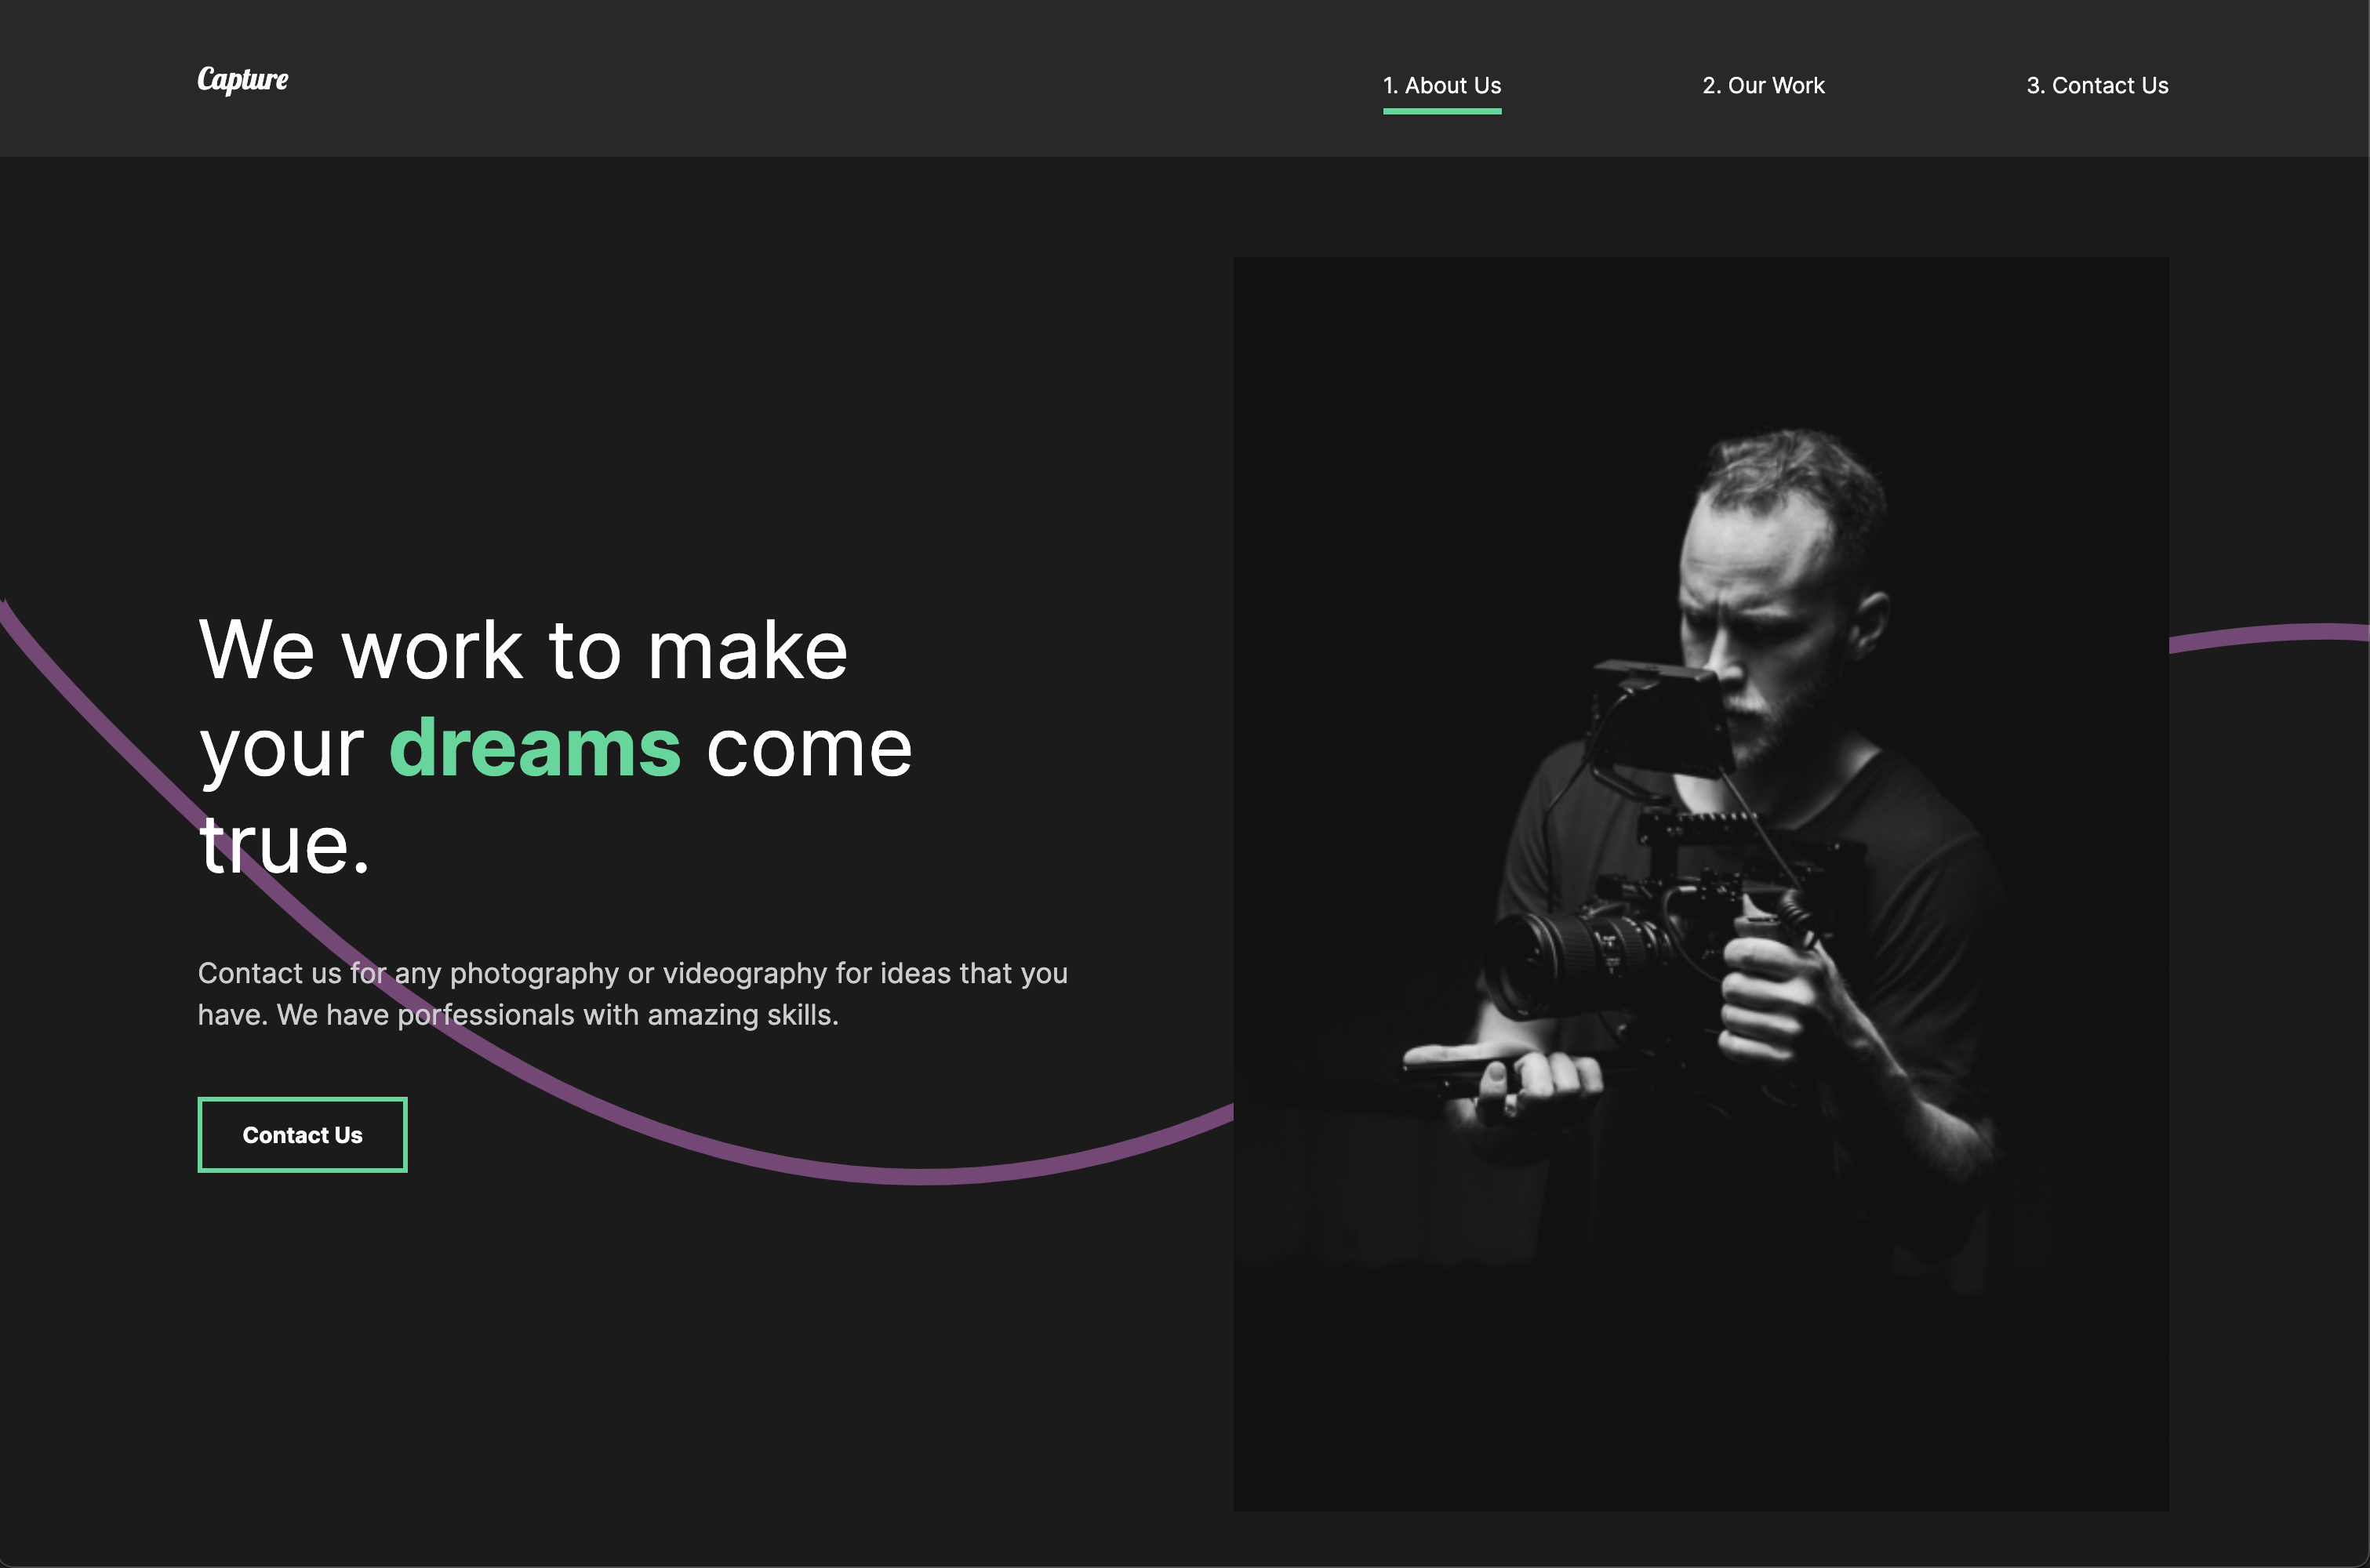 Capture
1. About Us
2. Our Work
3. Contact Us
We work to make
your dreams come
true.
Contact us for any photography or videography for ideas that you
have. We have porfessionals with amazing skills.
Contact Us